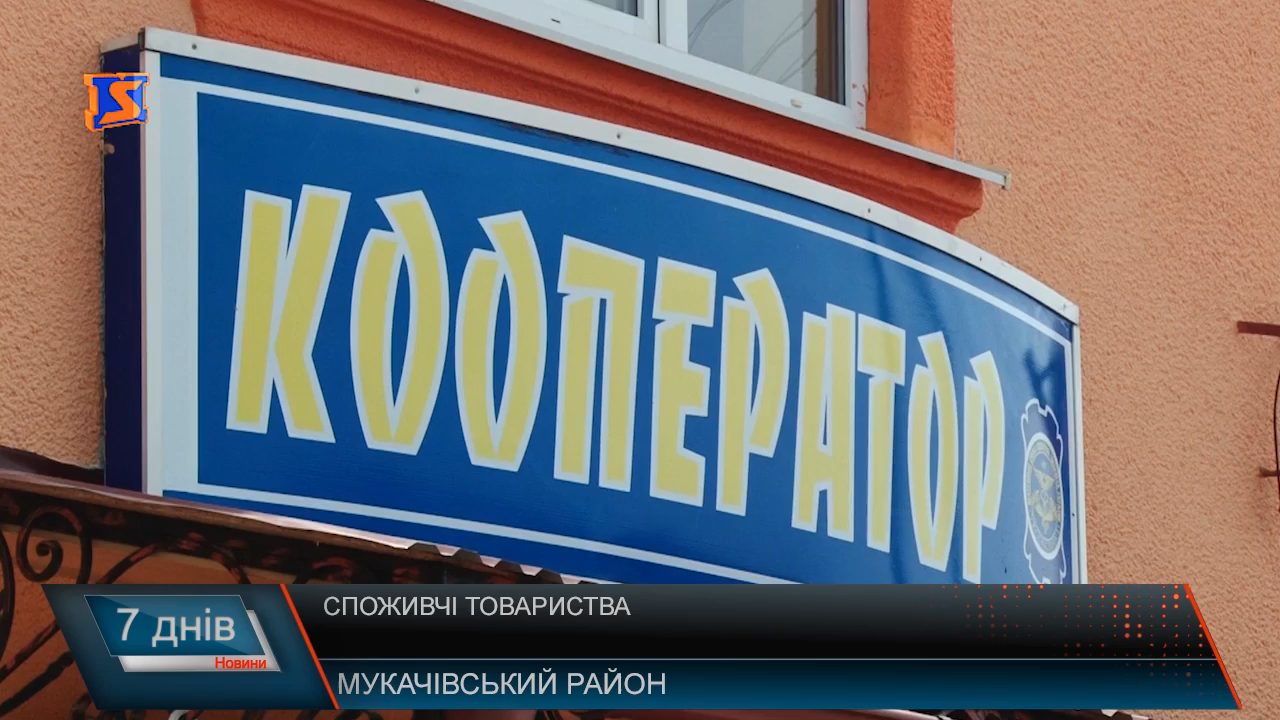 КООПЕРАТОР
7 днів
Новини
СПОЖИВЧІ ТОВАРИСТВА
МУКАЧІВСЬКИЙ РАЙОН